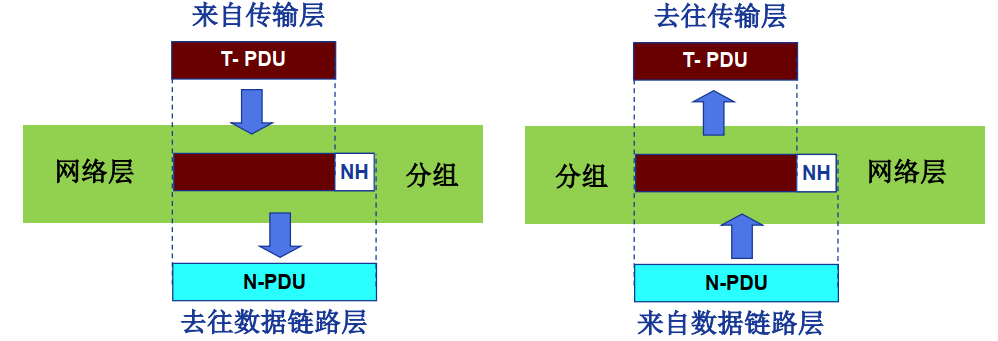 来自传输层
T- PDU
网络层
NH
分组
N-PDU
去往数据链路层
去往传输层
T- PDU
分组
NH
网络层
N-PDU
来自数据链路层